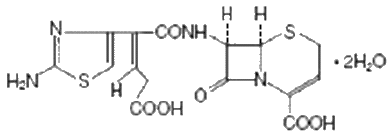 H H
N CONH S
· 2H₂O
H₂N S H O N
COOH
COOH